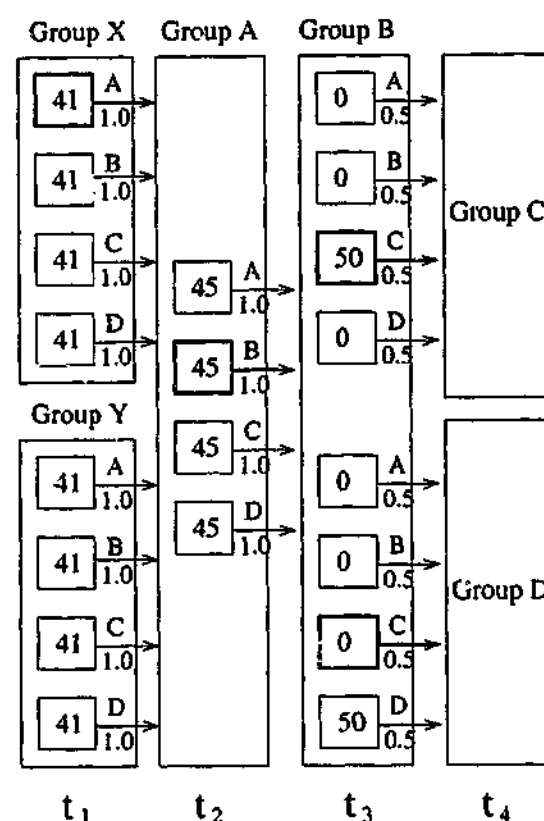 Group X Group A Group B
41 A 1.0
41 B 1.0
41 C 1.0
41 D 1.0
Group Y
41 A 1.0
41 B 1.0
41 C 1.0
41 D 1.0
45 A 1.0
45 B 1.0
45 C 1.0
45 D 1.0
0 A 0.5
0 B 0.5
50 C 0.5
0 D 0.5
0 A 0.5
0 B 0.5
0 C 0.5
50 D 0.5
Group C
Group D
t1 t2 t3 t4